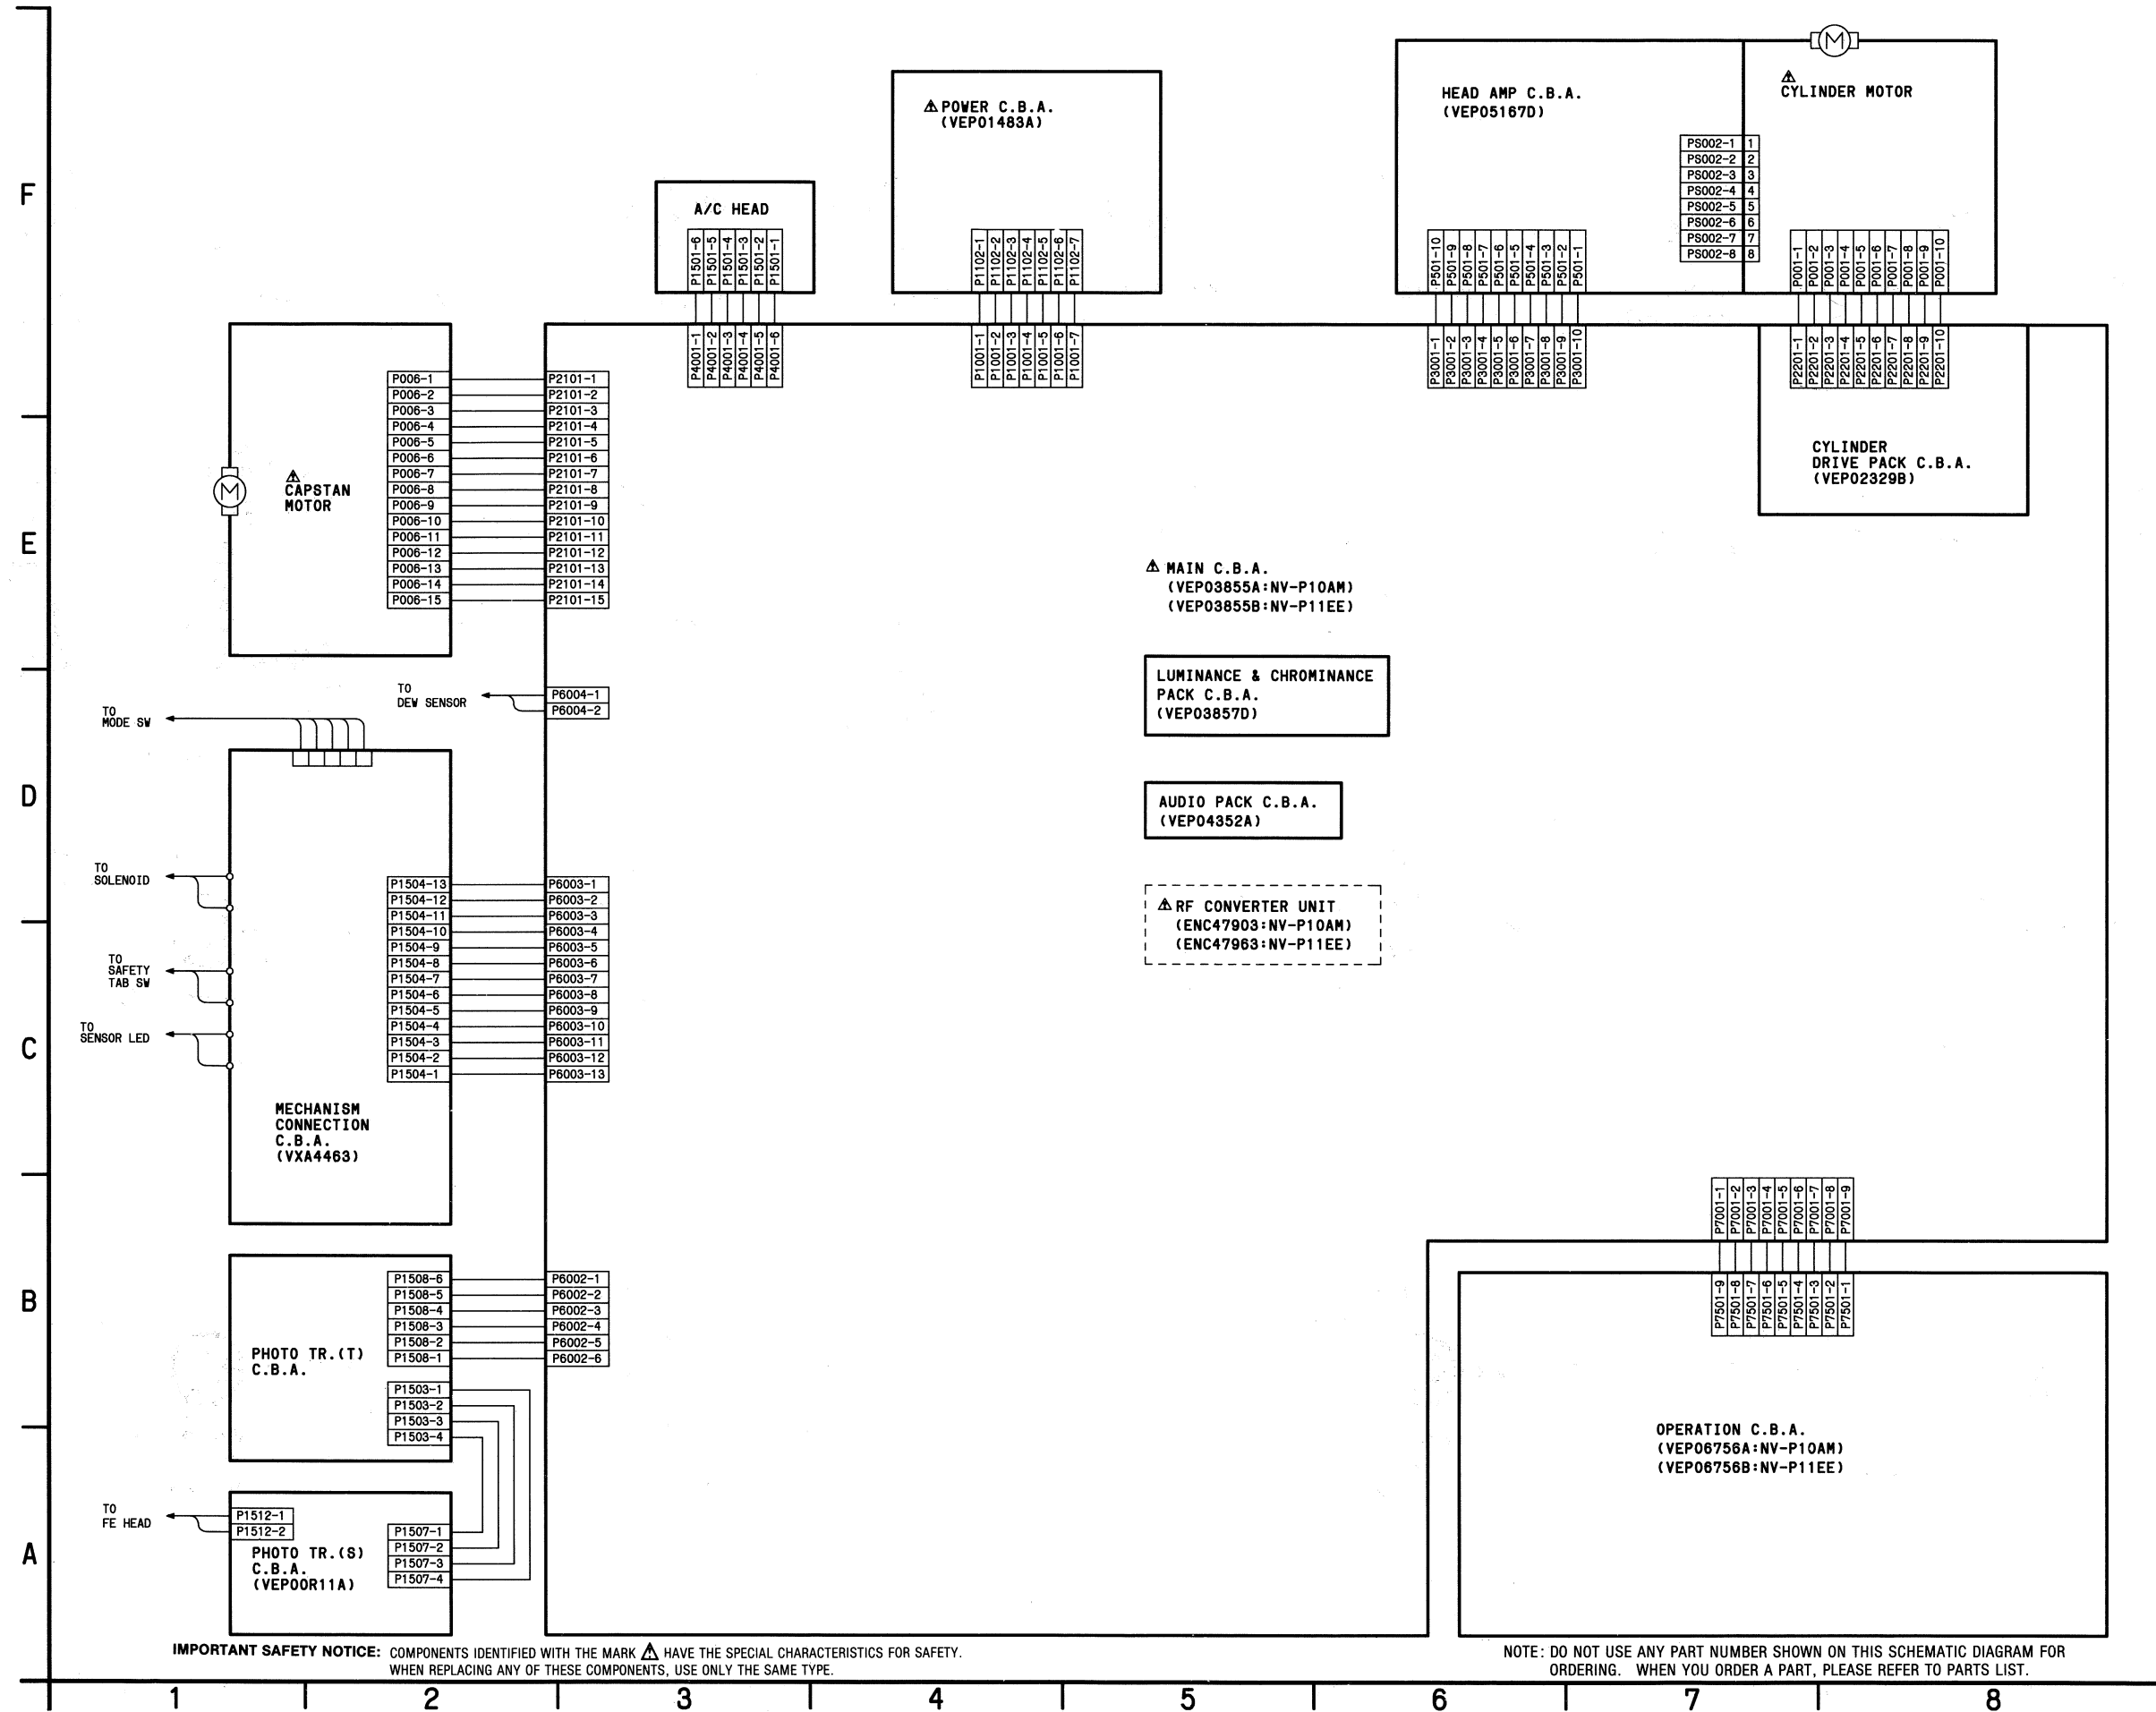 F
E
D
C
B
A
⚠ POWER C.B.A.
(VEP01483A)
P1102-1
P1102-2
P1102-3
P1102-4
P1102-5
P1102-6
P1102-7
P1001-1
P1001-2
P1001-3
P1001-4
P1001-5
P1001-6
P1001-7
A/C HEAD
P1501-6
P1501-5
P1501-4
P1501-3
P1501-2
P1501-1
P4001-1
P4001-2
P4001-3
P4001-4
P4001-5
P4001-6
HEAD AMP C.B.A.
(VEP05167D)
P501-10
P501-9
P501-8
P501-7
P501-6
P501-5
P501-4
P501-3
P501-2
P501-1
P3001-1
P3001-2
P3001-3
P3001-4
P3001-5
P3001-6
P3001-7
P3001-8
P3001-9
P3001-10
PS002-1 1
PS002-2 2
PS002-3 3
PS002-4 4
PS002-5 5
PS002-6 6
PS002-7 7
PS002-8 8
M
⚠
CYLINDER MOTOR
P001-1
P001-2
P001-3
P001-4
P001-5
P001-6
P001-7
P001-8
P001-9
P001-10
P2201-1
P2201-2
P2201-3
P2201-4
P2201-5
P2201-6
P2201-7
P2201-8
P2201-9
P2201-10
CYLINDER
DRIVE PACK C.B.A.
(VEP02329B)
M
⚠
CAPSTAN
MOTOR
P006-1 P2101-1
P006-2 P2101-2
P006-3 P2101-3
P006-4 P2101-4
P006-5 P2101-5
P006-6 P2101-6
P006-7 P2101-7
P006-8 P2101-8
P006-9 P2101-9
P006-10 P2101-10
P006-11 P2101-11
P006-12 P2101-12
P006-13 P2101-13
P006-14 P2101-14
P006-15 P2101-15
⚠ MAIN C.B.A.
(VEP03855A:NV-P10AM)
(VEP03855B:NV-P11EE)
LUMINANCE & CHROMINANCE
PACK C.B.A.
(VEP03857D)
AUDIO PACK C.B.A.
(VEP04352A)
⚠ RF CONVERTER UNIT
(ENC47903:NV-P10AM)
(ENC47963:NV-P11EE)
TO
DEW SENSOR
P6004-1
P6004-2
TO
MODE SW
TO
SOLENOID
TO
SAFETY
TAB SW
TO
SENSOR LED
P1504-13 P6003-1
P1504-12 P6003-2
P1504-11 P6003-3
P1504-10 P6003-4
P1504-9 P6003-5
P1504-8 P6003-6
P1504-7 P6003-7
P1504-6 P6003-8
P1504-5 P6003-9
P1504-4 P6003-10
P1504-3 P6003-11
P1504-2 P6003-12
P1504-1 P6003-13
MECHANISM
CONNECTION
C.B.A.
(VXA4463)
P1508-6 P6002-1
P1508-5 P6002-2
P1508-4 P6002-3
P1508-3 P6002-4
P1508-2 P6002-5
P1508-1 P6002-6
PHOTO TR.(T)
C.B.A.
P1503-1
P1503-2
P1503-3
P1503-4
TO
FE HEAD
P1512-1
P1512-2
PHOTO TR.(S)
C.B.A.
(VEP00R11A)
P1507-1
P1507-2
P1507-3
P1507-4
P7001-1
P7001-2
P7001-3
P7001-4
P7001-5
P7001-6
P7001-7
P7001-8
P7001-9
P7501-9
P7501-8
P7501-7
P7501-6
P7501-5
P7501-4
P7501-3
P7501-2
P7501-1
OPERATION C.B.A.
(VEP06756A:NV-P10AM)
(VEP06756B:NV-P11EE)
IMPORTANT SAFETY NOTICE: COMPONENTS IDENTIFIED WITH THE MARK ⚠ HAVE THE SPECIAL CHARACTERISTICS FOR SAFETY.
WHEN REPLACING ANY OF THESE COMPONENTS, USE ONLY THE SAME TYPE.
NOTE: DO NOT USE ANY PART NUMBER SHOWN ON THIS SCHEMATIC DIAGRAM FOR
ORDERING. WHEN YOU ORDER A PART, PLEASE REFER TO PARTS LIST.
1 2 3 4 5 6 7 8